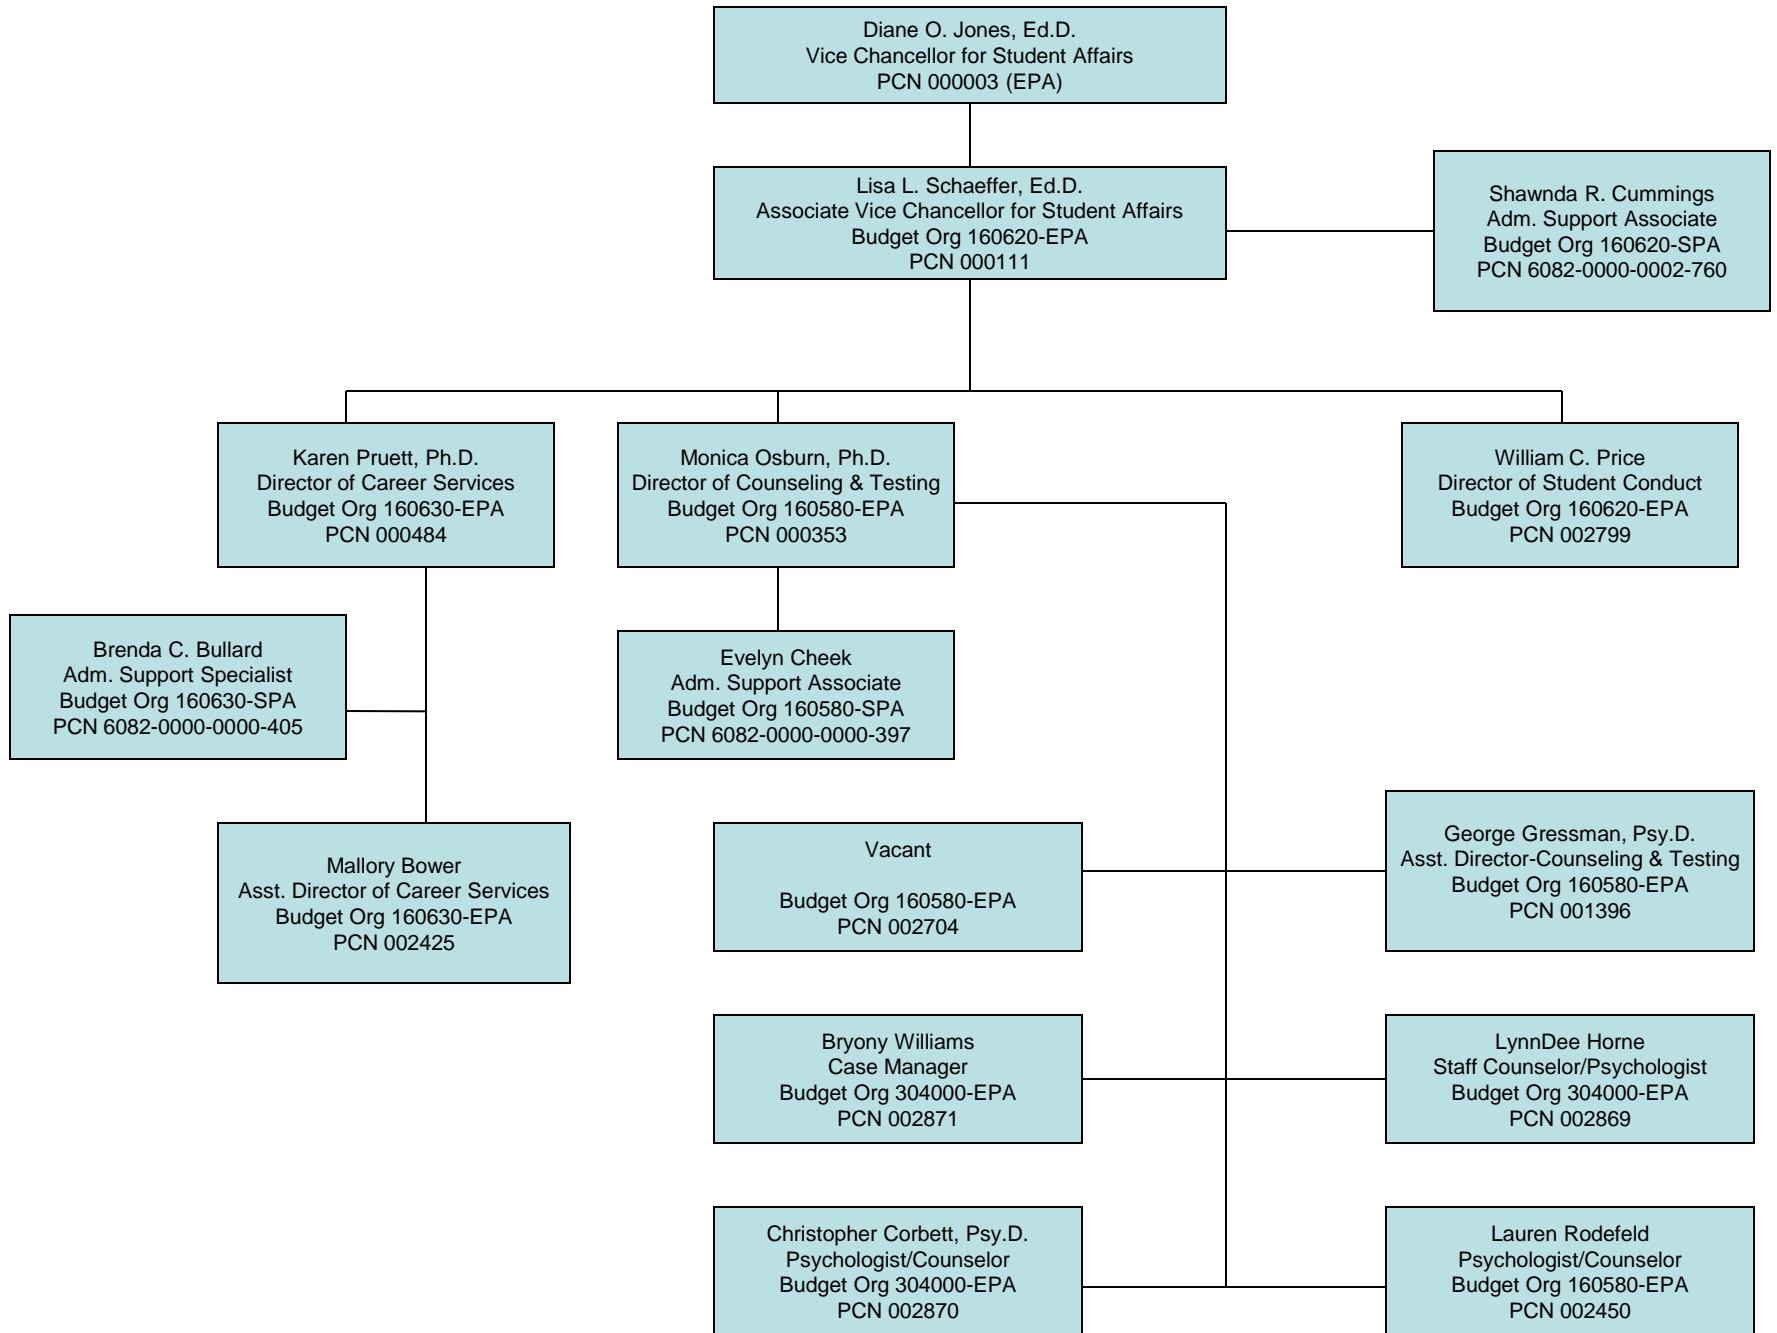 Diane O. Jones, Ed.D.
Vice Chancellor for Student Affairs
PCN 000003 (EPA)
Lisa L. Schaeffer, Ed.D.
Associate Vice Chancellor for Student Affairs
Budget Org 160620-EPA
PCN 000111
Shawnda R. Cummings
Adm. Support Associate
Budget Org 160620-SPA
PCN 6082-0000-0002-760
Karen Pruett, Ph.D.
Director of Career Services
Budget Org 160630-EPA
PCN 000484
Monica Osburn, Ph.D.
Director of Counseling & Testing
Budget Org 160580-EPA
PCN 000353
William C. Price
Director of Student Conduct
Budget Org 160620-EPA
PCN 002799
Brenda C. Bullard
Adm. Support Specialist
Budget Org 160630-SPA
PCN 6082-0000-0000-405
Evelyn Cheek
Adm. Support Associate
Budget Org 160580-SPA
PCN 6082-0000-0000-397
Mallory Bower
Asst. Director of Career Services
Budget Org 160630-EPA
PCN 002425
Vacant
Budget Org 160580-EPA
PCN 002704
George Gressman, Psy.D.
Asst. Director-Counseling & Testing
Budget Org 160580-EPA
PCN 001396
Bryony Williams
Case Manager
Budget Org 304000-EPA
PCN 002871
LynnDee Horne
Staff Counselor/Psychologist
Budget Org 304000-EPA
PCN 002869
Christopher Corbett, Psy.D.
Psychologist/Counselor
Budget Org 304000-EPA
PCN 002870
Lauren Rodefeld
Psychologist/Counselor
Budget Org 160580-EPA
PCN 002450